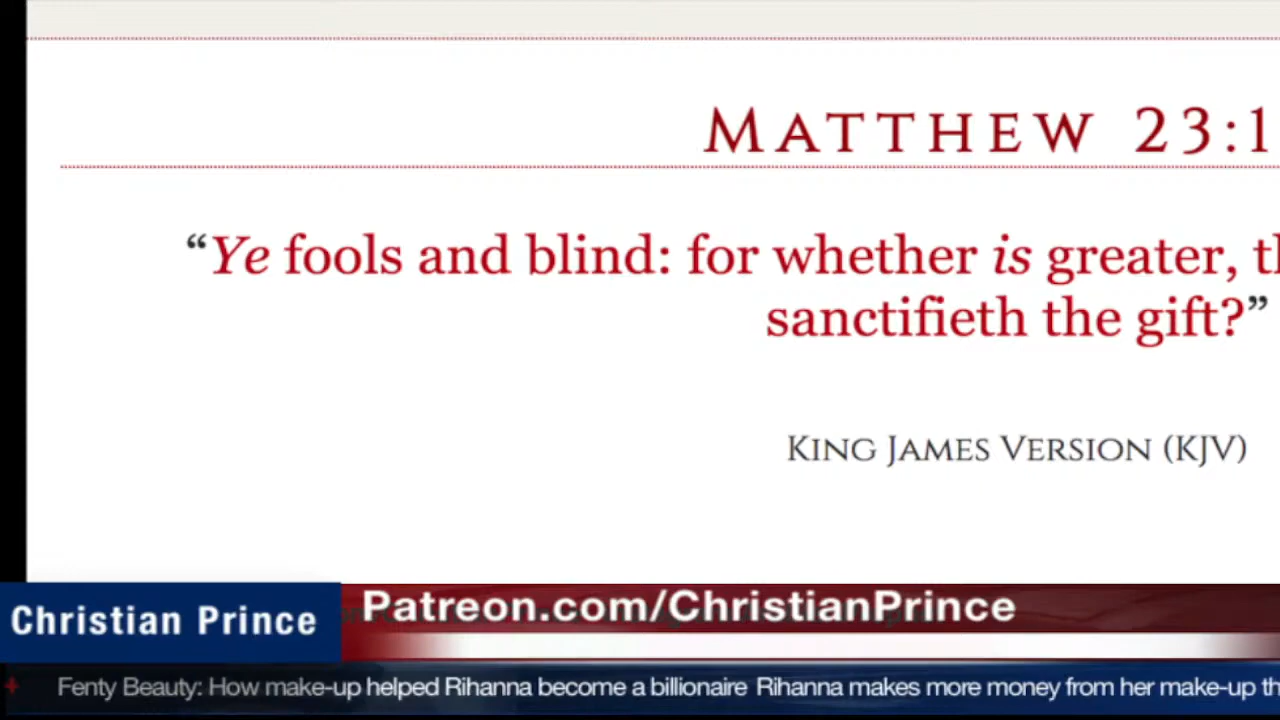 MATTHEW 23:1
“Ye fools and blind: for whether is greater, th
sanctifieth the gift?”
KING JAMES VERSION (KJV)
Christian Prince
Patreon.com/ChristianPrince
Fenty Beauty: How make-up helped Rihanna become a billionaire Rihanna makes more money from her make-up th